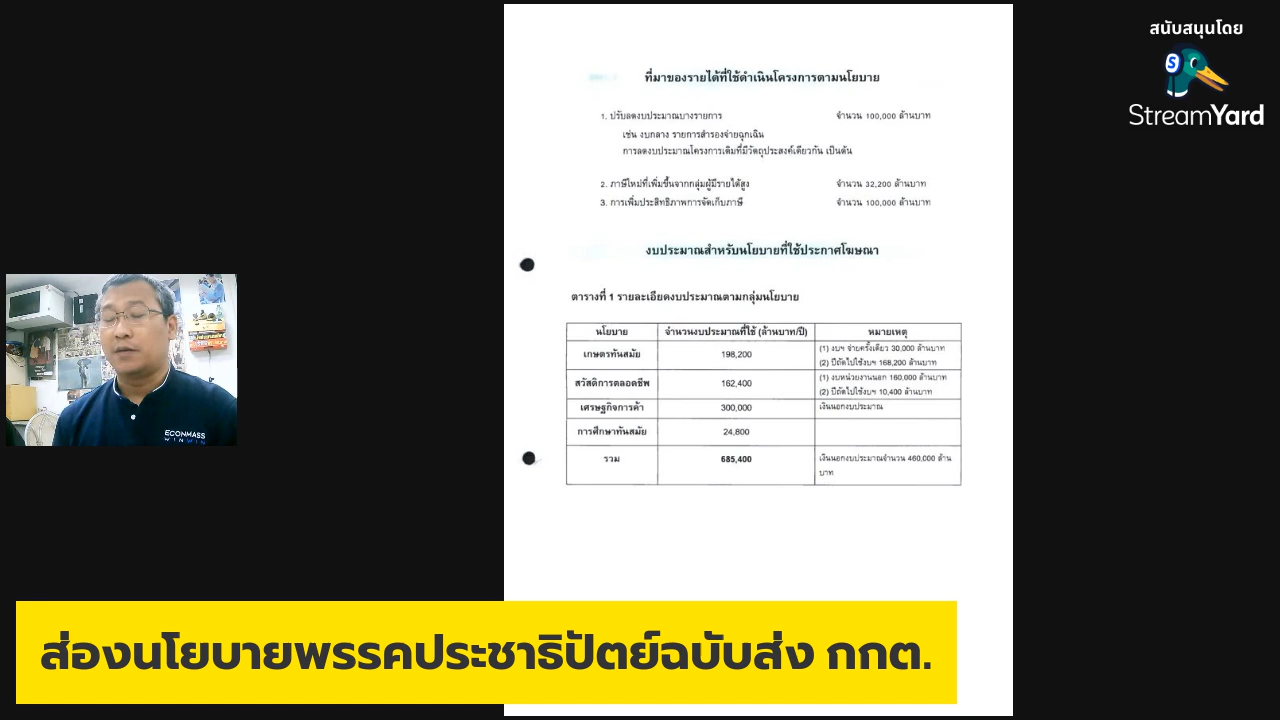 สนับสนุนโดย
StreamYard
ที่มาของรายได้ที่ใช้ดำเนินโครงการตามนโยบาย
1. ปรับลดงบประมาณบางรายการ จำนวน 100,000 ล้านบาท
เช่น งบกลาง รายการสำรองจ่ายฉุกเฉิน
การลดงบประมาณโครงการเดิมที่มีวัตถุประสงค์เดียวกัน เป็นต้น
2. ภาษีใหม่ที่เพิ่มขึ้นจากกลุ่มผู้มีรายได้สูง จำนวน 32,200 ล้านบาท
3. การเพิ่มประสิทธิภาพการจัดเก็บภาษี จำนวน 100,000 ล้านบาท
งบประมาณสำหรับนโยบายที่ใช้ประกาศโฆษณา
ตารางที่ 1 รายละเอียดงบประมาณตามกลุ่มนโยบาย
นโยบาย จำนวนงบประมาณที่ใช้ (ล้านบาท/ปี) หมายเหตุ
เกษตรทันสมัย 198,200 (1) งบฯ จ่ายครั้งเดียว 30,000 ล้านบาท
(2) ปีถัดไปใช้งบฯ 168,200 ล้านบาท
สวัสดิการตลอดชีพ 162,400 (1) งบหน่วยงานนอก 160,000 ล้านบาท
(2) ปีถัดไปใช้งบฯ 10,400 ล้านบาท
เศรษฐกิจการค้า 300,000 เงินนอกงบประมาณ
การศึกษาทันสมัย 24,800
รวม 685,400 เงินนอกงบประมาณจำนวน 460,000 ล้าน
บาท
ECONMASS
WINWIN
ส่องนโยบายพรรคประชาธิปัตย์ฉบับส่ง กกต.